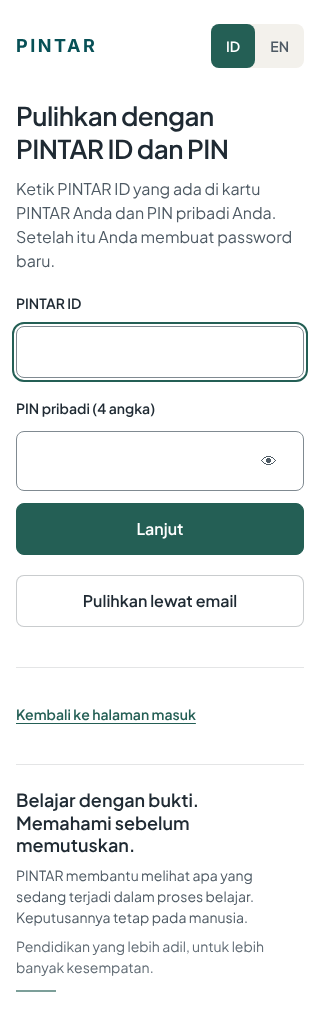 PINTAR
ID
EN
Pulihkan dengan
PINTAR ID dan PIN
Ketik PINTAR ID yang ada di kartu
PINTAR Anda dan PIN pribadi Anda.
Setelah itu Anda membuat password
baru.
PINTAR ID
PIN pribadi (4 angka)
Lanjut
Pulihkan lewat email
Kembali ke halaman masuk
Belajar dengan bukti.
Memahami sebelum
memutuskan.
PINTAR membantu melihat apa yang
sedang terjadi dalam proses belajar.
Keputusannya tetap pada manusia.
Pendidikan yang lebih adil, untuk lebih
banyak kesempatan.